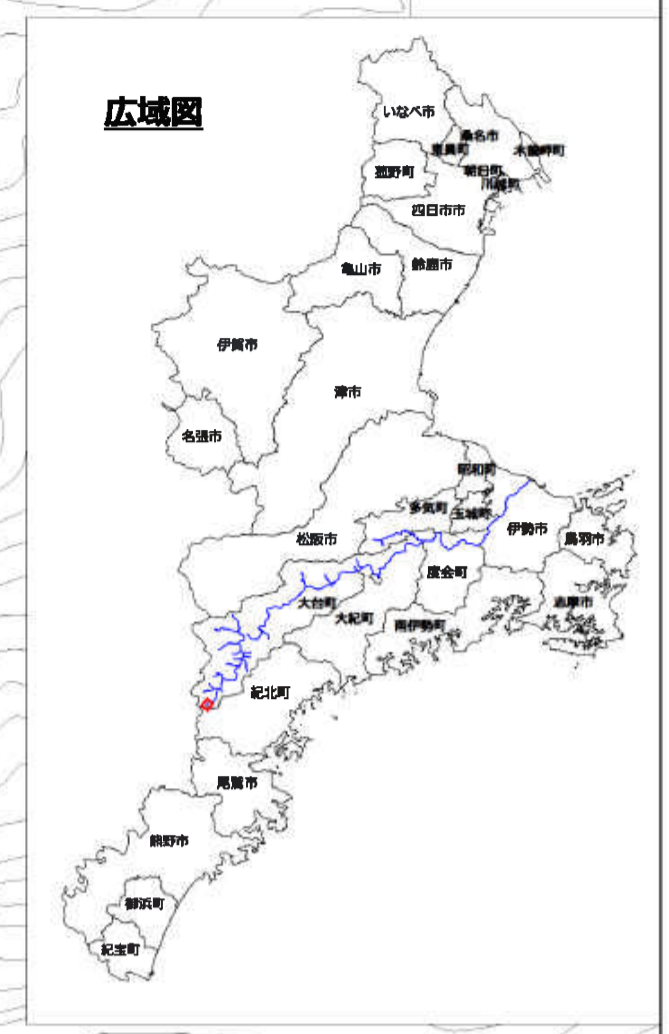 広域図
いなべ市
桑名市
東員町
木曽岬町
朝日町
菰野町
川越町
四日市市
鈴鹿市
亀山市
伊賀市
津市
名張市
明和町
多気町
玉城町
伊勢市
松阪市
鳥羽市
度会町
大台町
志摩市
大紀町
南伊勢町
紀北町
尾鷲市
熊野市
御浜町
紀宝町